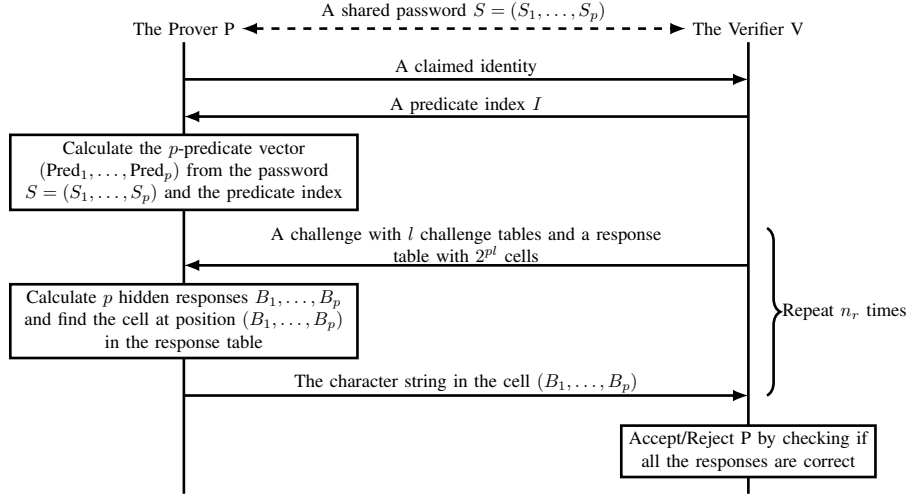 A shared password S = (S₁, . . . , Sₚ)
The Prover P
The Verifier V
A claimed identity
A predicate index I
Calculate the p-predicate vector
(Pred₁, . . . , Predₚ) from the password
S = (S₁, . . . , Sₚ) and the predicate index
A challenge with l challenge tables and a response
table with 2ᵖˡ cells
Calculate p hidden responses B₁, . . . , Bₚ
and find the cell at position (B₁, . . . , Bₚ)
in the response table
Repeat nᵣ times
The character string in the cell (B₁, . . . , Bₚ)
Accept/Reject P by checking if
all the responses are correct